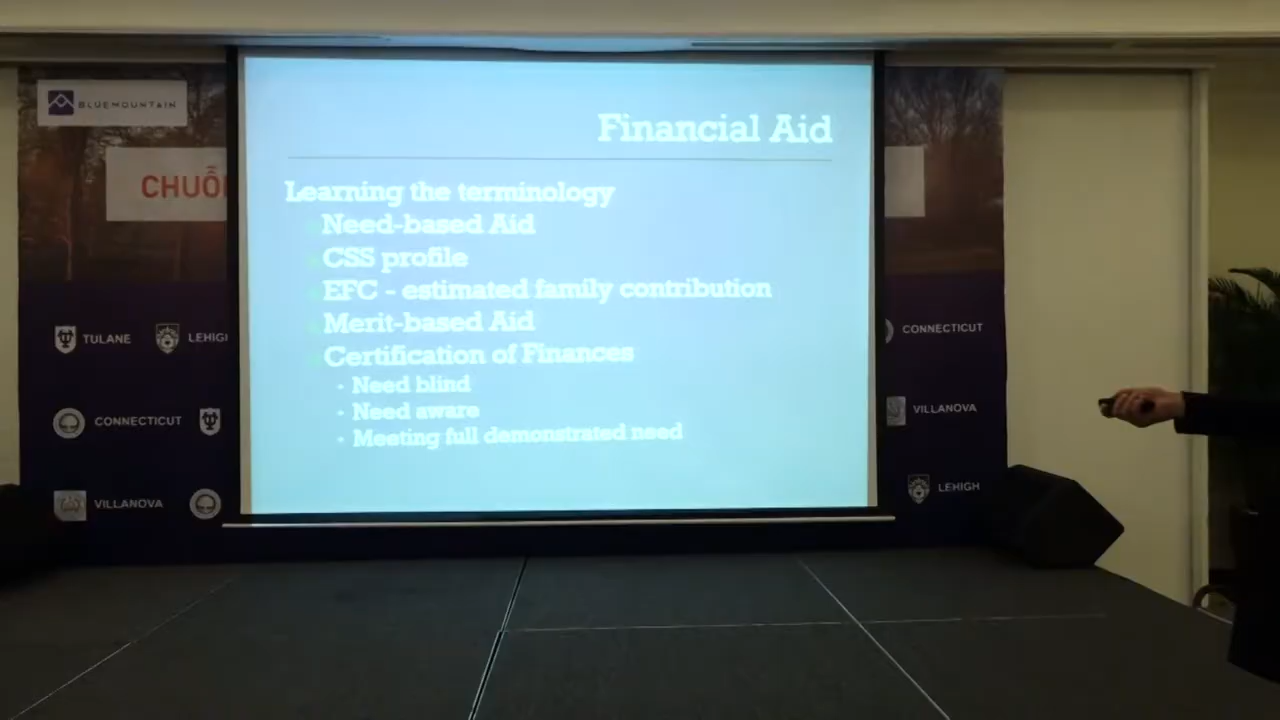 BLUEMOUNTAIN
CHUỖI
Financial Aid
Learning the terminology
Need-based Aid
CSS profile
EFC - estimated family contribution
Merit-based Aid
Certification of Finances
• Need blind
• Need aware
• Meeting full demonstrated need
TULANE
LEHIGH
CONNECTICUT
VILLANOVA
CONNECTICUT
VILLANOVA
LEHIGH